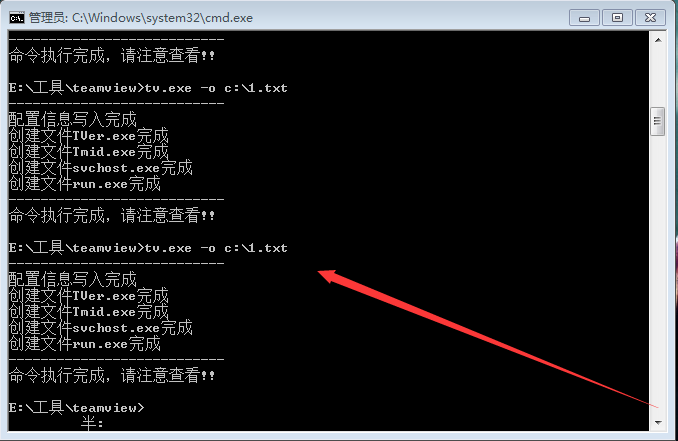 管理员: C:\Windows\system32\cmd.exe
---------------------------
命令执行完成，请注意查看!!
E:\工具\teamview>tv.exe -o c:\1.txt
---------------------------
配置信息写入完成
创建文件TVer.exe完成
创建文件Tmid.exe完成
创建文件svchost.exe完成
创建文件run.exe完成
---------------------------
命令执行完成，请注意查看!!
E:\工具\teamview>tv.exe -o c:\1.txt
---------------------------
配置信息写入完成
创建文件TVer.exe完成
创建文件Tmid.exe完成
创建文件svchost.exe完成
创建文件run.exe完成
---------------------------
命令执行完成，请注意查看!!
E:\工具\teamview>
半: